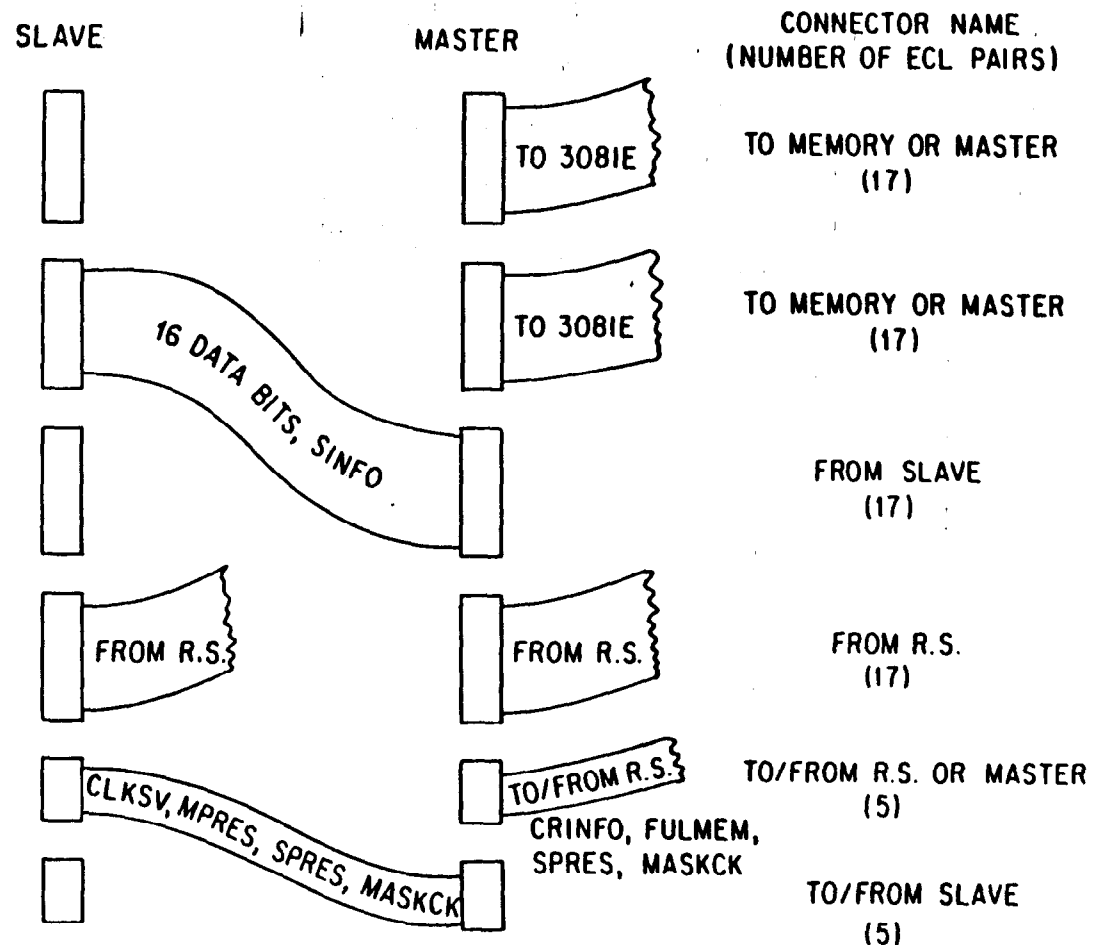 SLAVE
MASTER
CONNECTOR NAME
(NUMBER OF ECL PAIRS)
TO 3081E
TO MEMORY OR MASTER
(17)
TO 3081E
TO MEMORY OR MASTER
(17)
16 DATA BITS, SINFO
FROM SLAVE
(17)
FROM R.S.
FROM R.S.
FROM R.S.
(17)
CLKSV, MPRES, SPRES, MASKCK
TO/FROM R.S.
CRINFO, FULMEM,
SPRES, MASKCK
TO/FROM R.S. OR MASTER
(5)
TO/FROM SLAVE
(5)